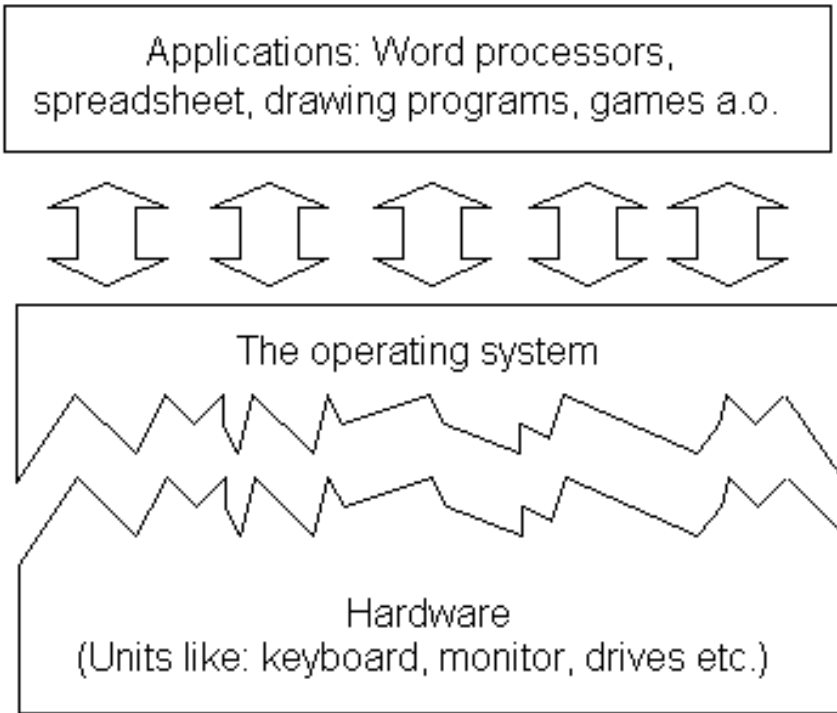 Applications: Word processors,
spreadsheet, drawing programs, games a.o.
The operating system
Hardware
(Units like: keyboard, monitor, drives etc.)